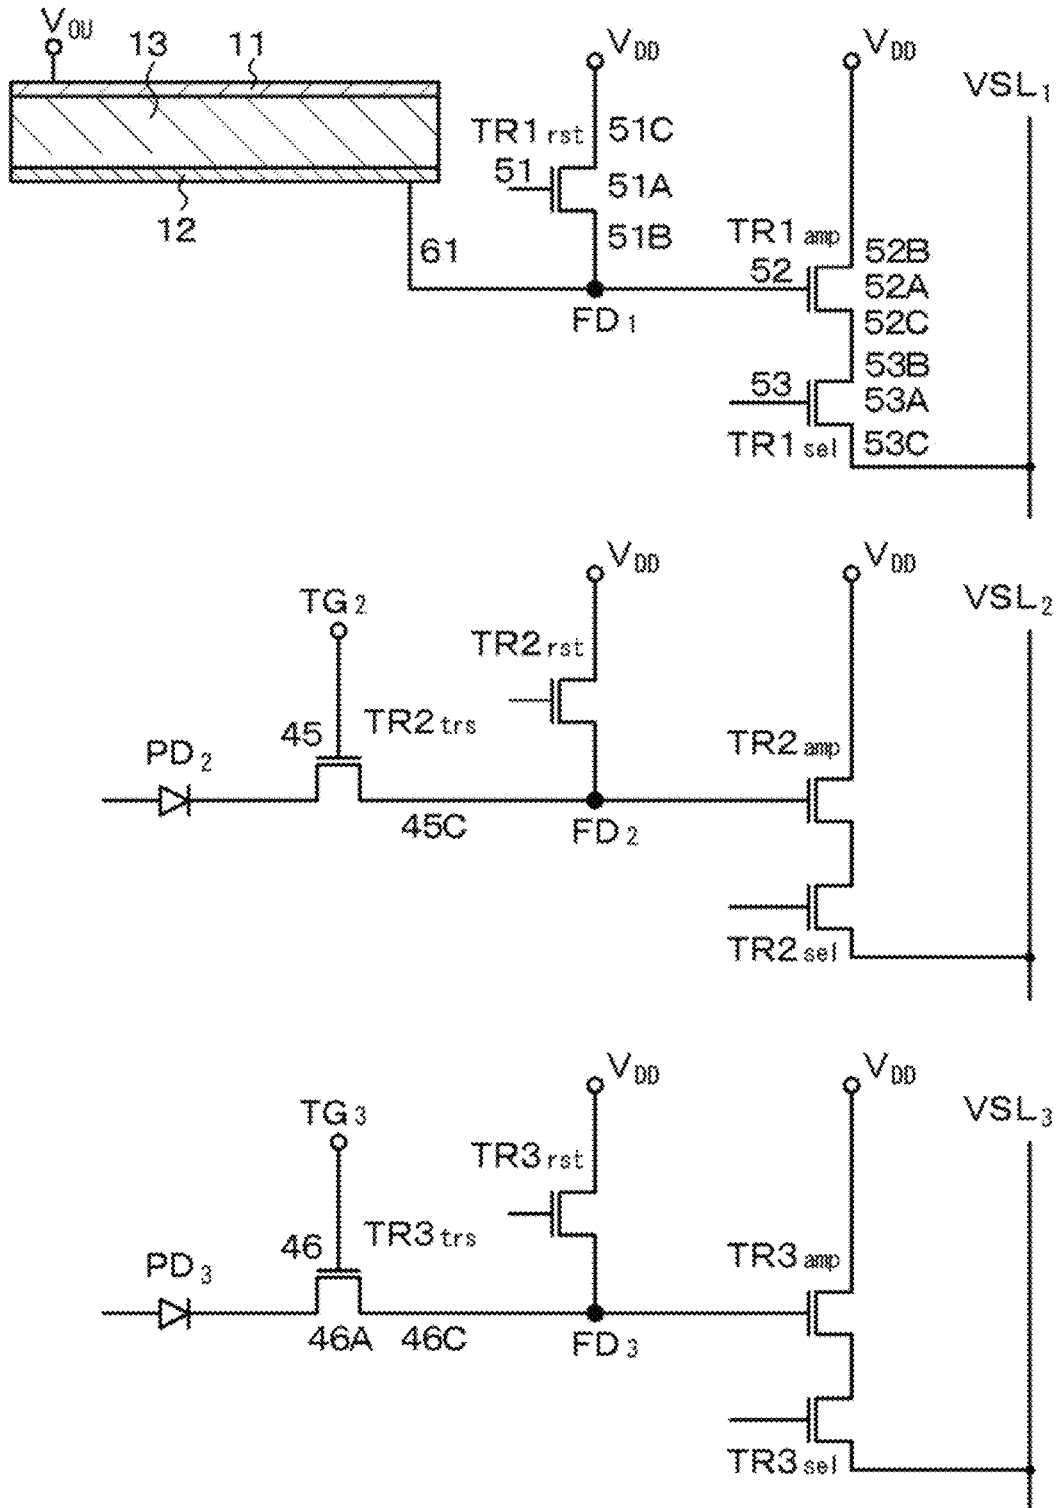 VOU
13
11
VDD
VDD
VSL1
TR1rst
51C
51
51A
12
61
51B
TR1amp
52
52B
52A
52C
FD1
53B
53
53A
TR1sel
53C
VDD
VDD
VSL2
TG2
TR2rst
45
TR2trs
PD2
TR2amp
45C
FD2
TR2sel
VDD
VDD
VSL3
TG3
TR3rst
46
TR3trs
PD3
TR3amp
46A
46C
FD3
TR3sel